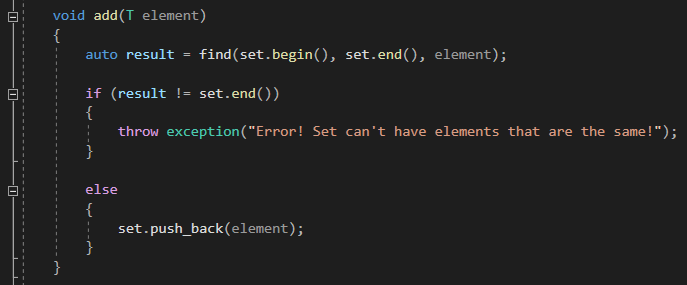 void add(T element)
{
auto result = find(set.begin(), set.end(), element);
if (result != set.end())
{
throw exception("Error! Set can't have elements that are the same!");
}
else
{
set.push_back(element);
}
}